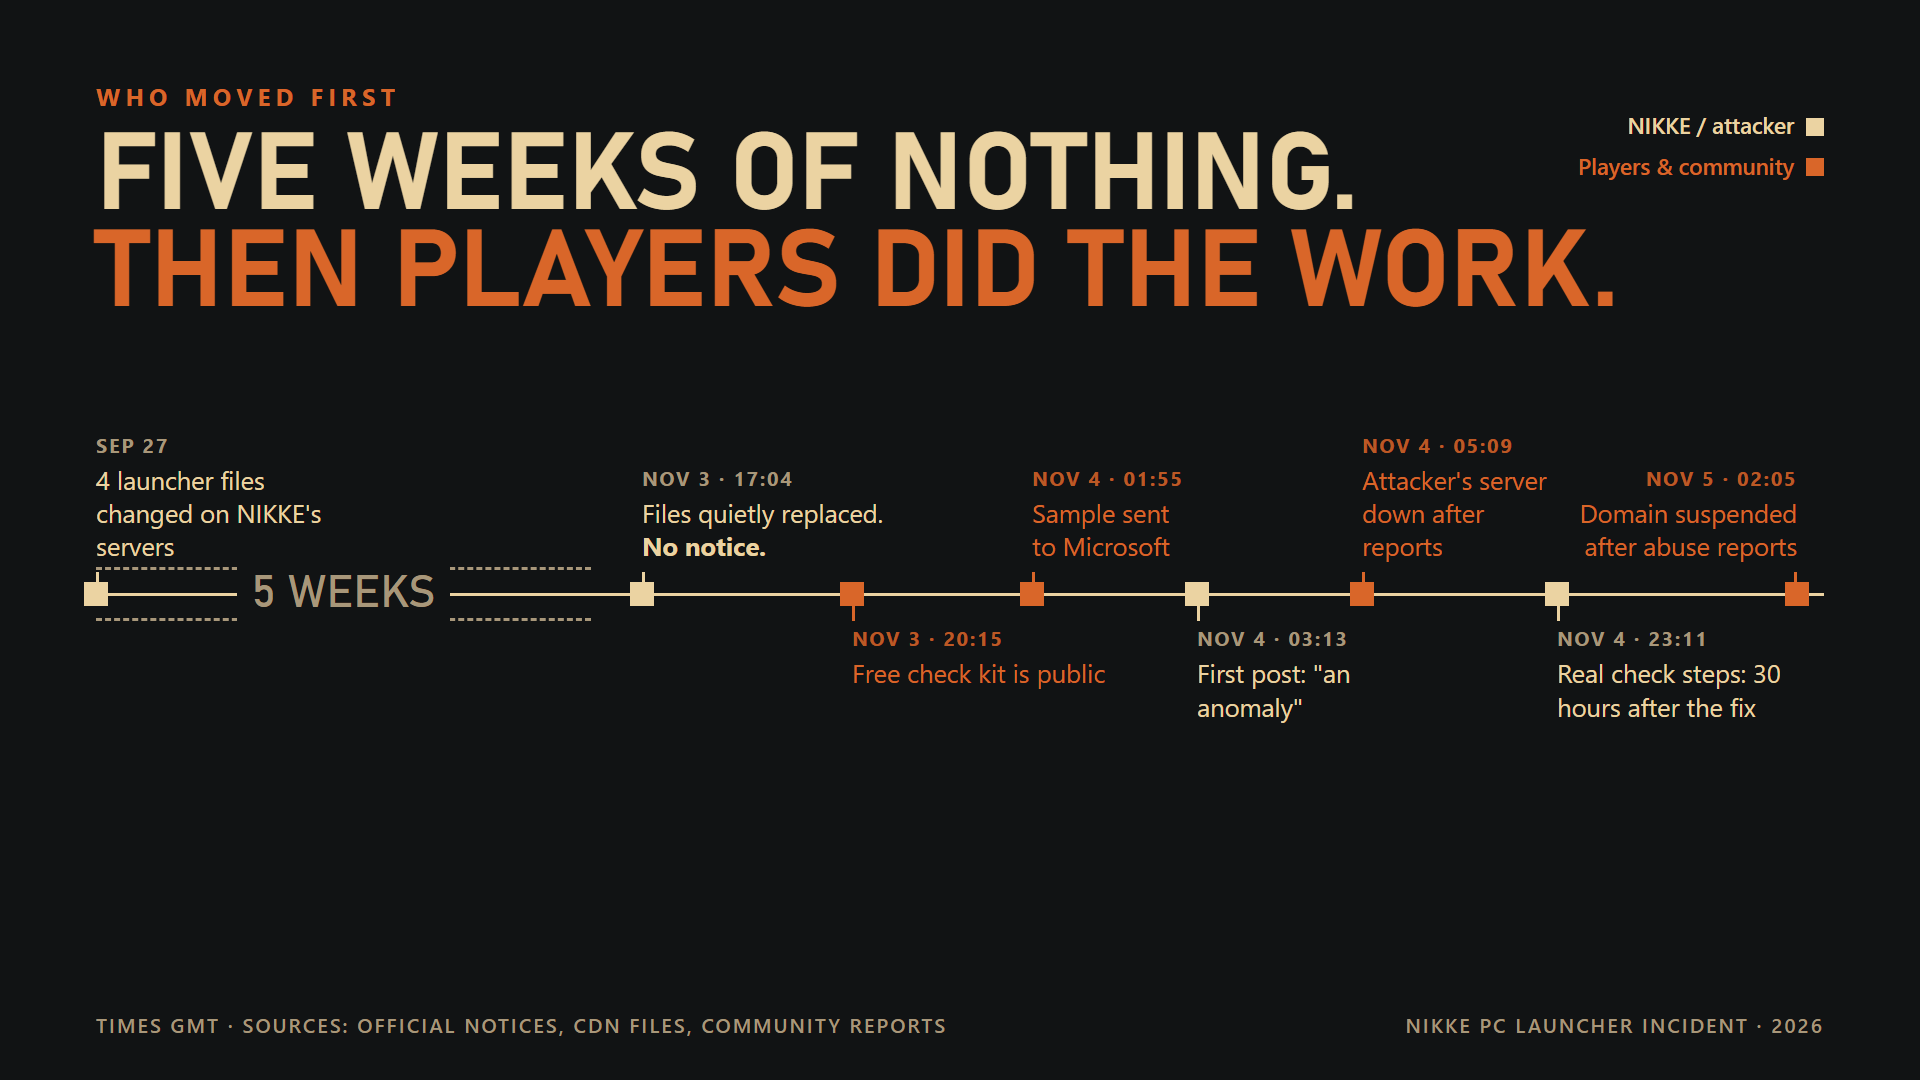 WHO MOVED FIRST
FIVE WEEKS OF NOTHING.
THEN PLAYERS DID THE WORK.
NIKKE / attacker
Players & community
SEP 27
4 launcher files
changed on NIKKE's
servers
5 WEEKS
NOV 3 · 17:04
Files quietly replaced.
No notice.
NOV 3 · 20:15
Free check kit is public
NOV 4 · 01:55
Sample sent
to Microsoft
NOV 4 · 03:13
First post: "an
anomaly"
NOV 4 · 05:09
Attacker's server
down after
reports
NOV 4 · 23:11
Real check steps: 30
hours after the fix
NOV 5 · 02:05
Domain suspended
after abuse reports
TIMES GMT · SOURCES: OFFICIAL NOTICES, CDN FILES, COMMUNITY REPORTS
NIKKE PC LAUNCHER INCIDENT · 2026